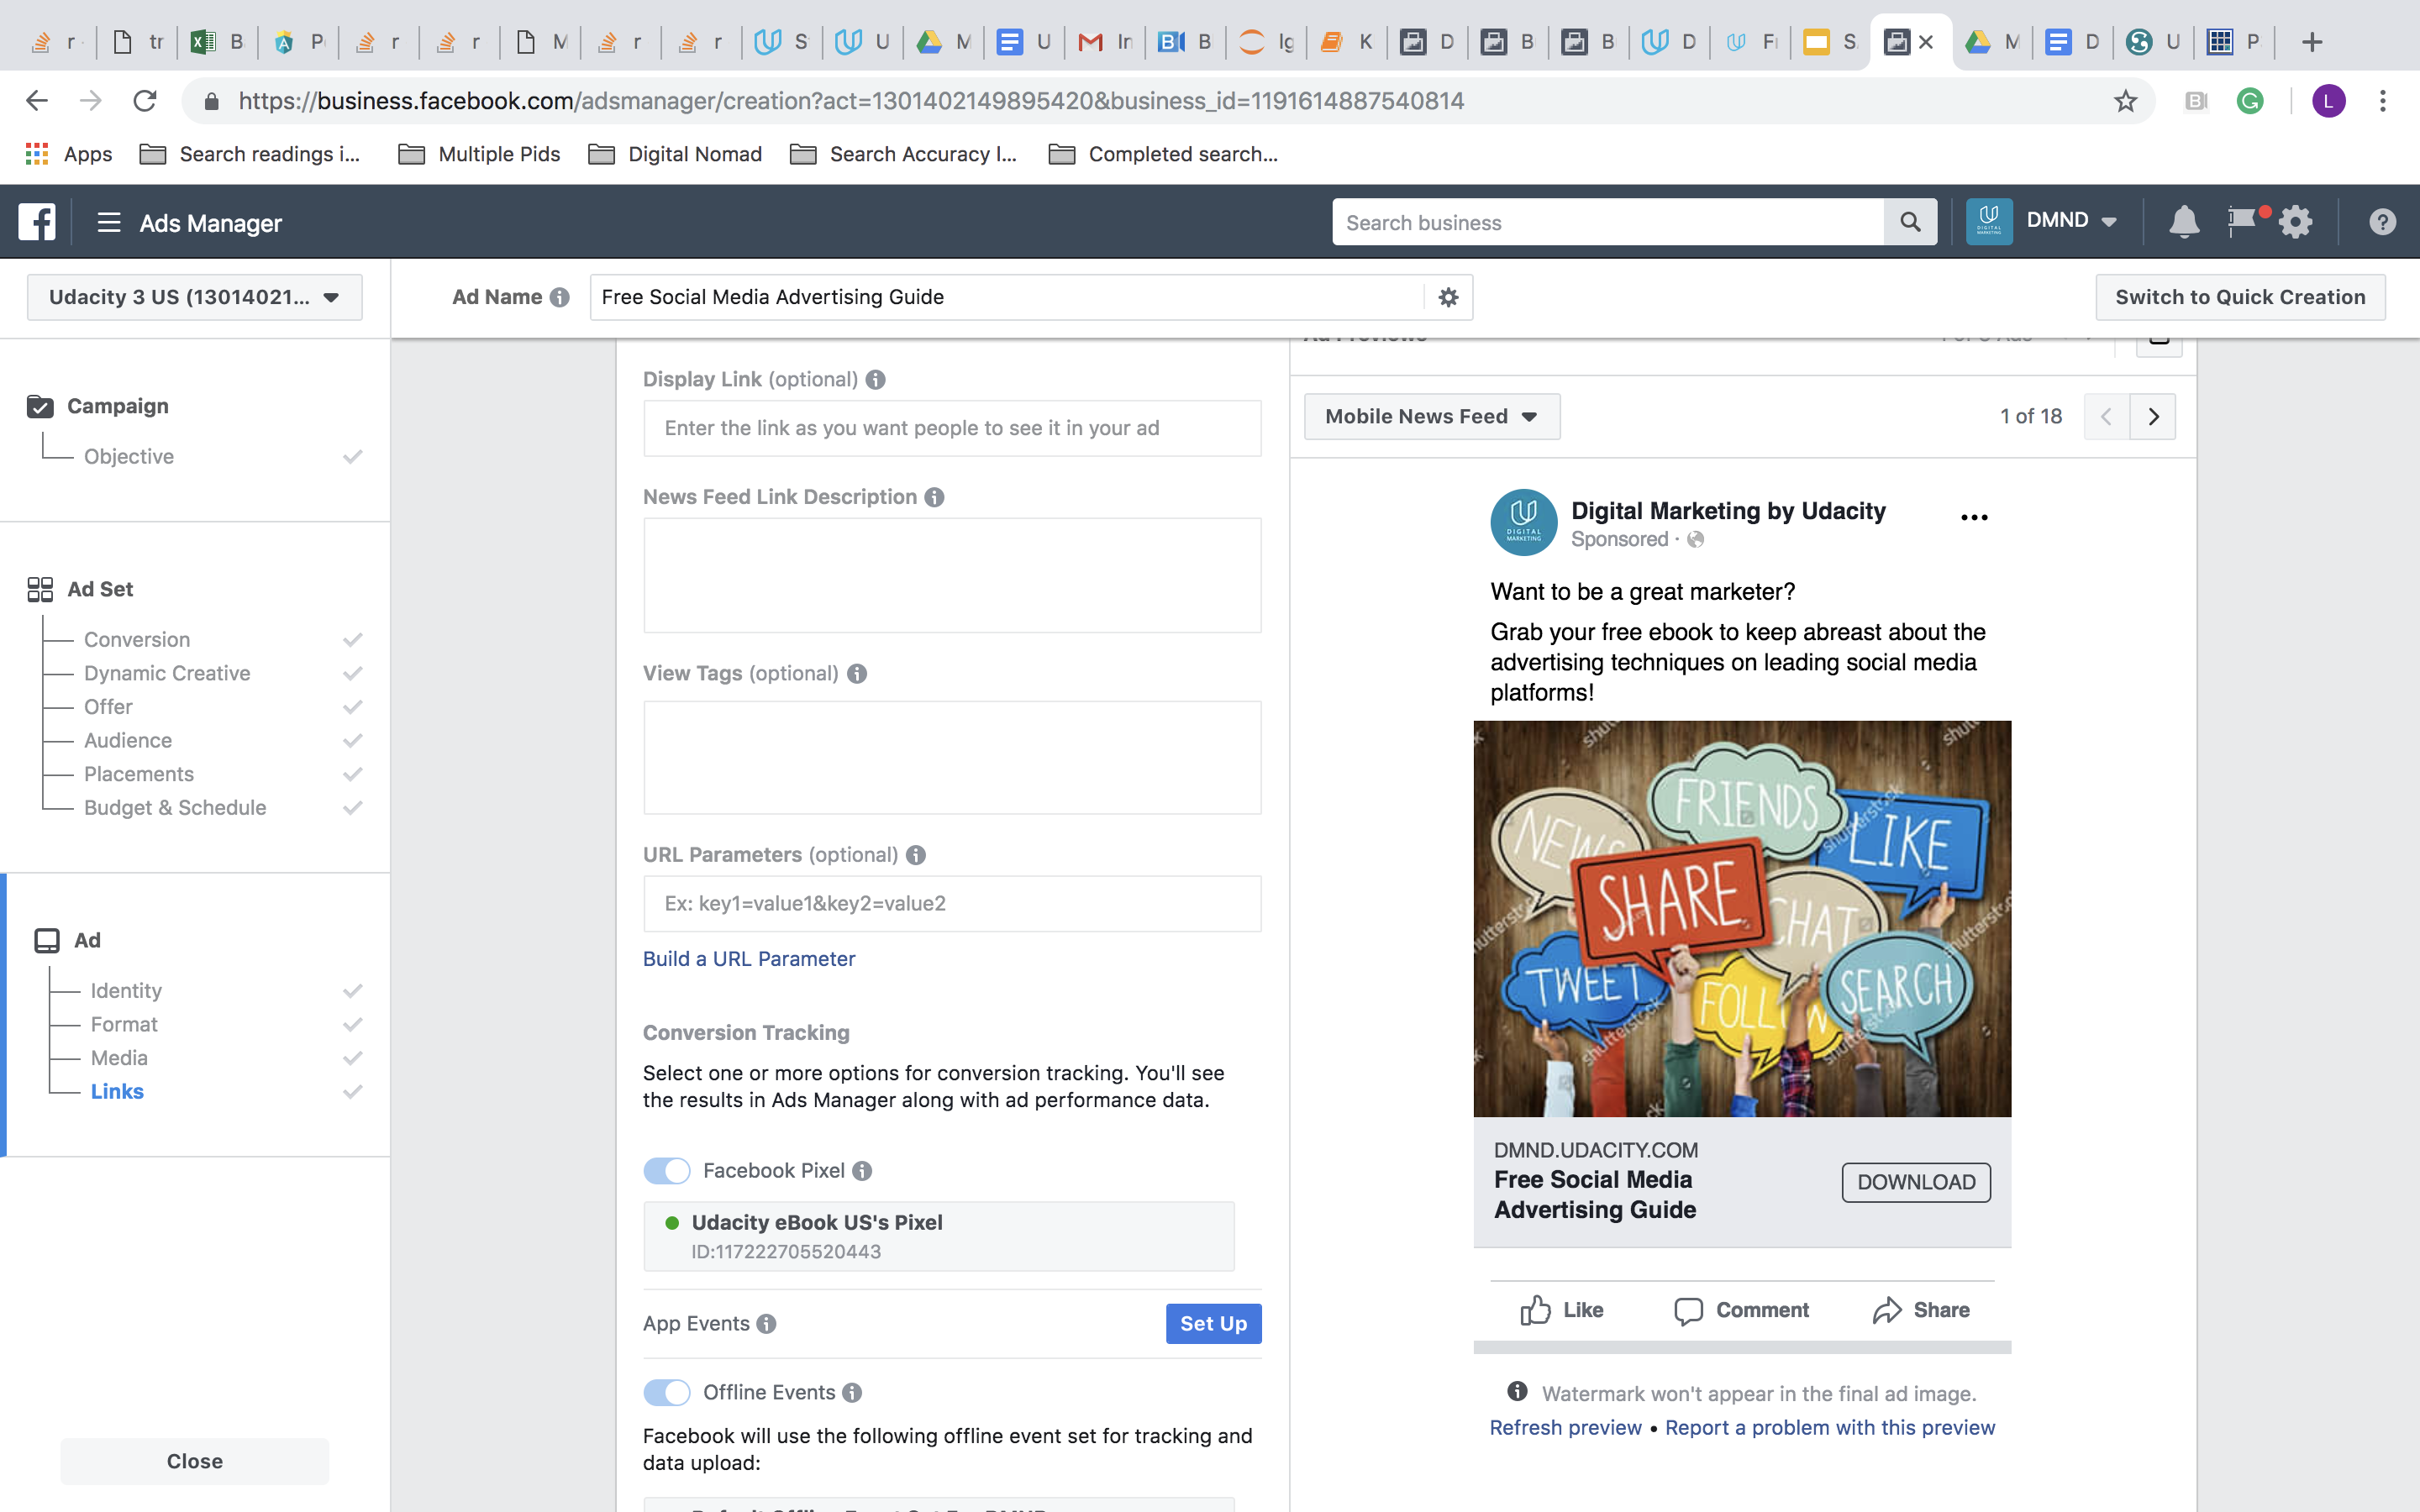 r
tr
B
P
r
r
M
r
r
S
U
M
U
In
B
Ig
K
D
B
B
D
Fi
S
M
D
U
P
https://business.facebook.com/adsmanager/creation?act=1301402149895420&business_id=1191614887540814
L
Apps
Search readings i...
Multiple Pids
Digital Nomad
Search Accuracy I...
Completed search...
Ads Manager
Search business
DMND
Udacity 3 US (13014021...
Ad Name
Free Social Media Advertising Guide
Switch to Quick Creation
Campaign
Objective
Ad Set
Conversion
Dynamic Creative
Offer
Audience
Placements
Budget & Schedule
Ad
Identity
Format
Media
Links
Close
Display Link (optional)
Enter the link as you want people to see it in your ad
News Feed Link Description
View Tags (optional)
URL Parameters (optional)
Ex: key1=value1&key2=value2
Build a URL Parameter
Conversion Tracking
Select one or more options for conversion tracking. You'll see
the results in Ads Manager along with ad performance data.
Facebook Pixel
Udacity eBook US's Pixel
ID:117222705520443
App Events
Set Up
Offline Events
Facebook will use the following offline event set for tracking and
data upload:
Mobile News Feed
1 of 18
DIGITAL
MARKETING
Digital Marketing by Udacity
Sponsored ·
Want to be a great marketer?
Grab your free ebook to keep abreast about the
advertising techniques on leading social media
platforms!
FRIENDS
NEWS
LIKE
SHARE
CHAT
TWEET
FOLLOW
SEARCH
shutterstock
DMND.UDACITY.COM
Free Social Media
Advertising Guide
DOWNLOAD
Like
Comment
Share
Watermark won't appear in the final ad image.
Refresh preview • Report a problem with this preview